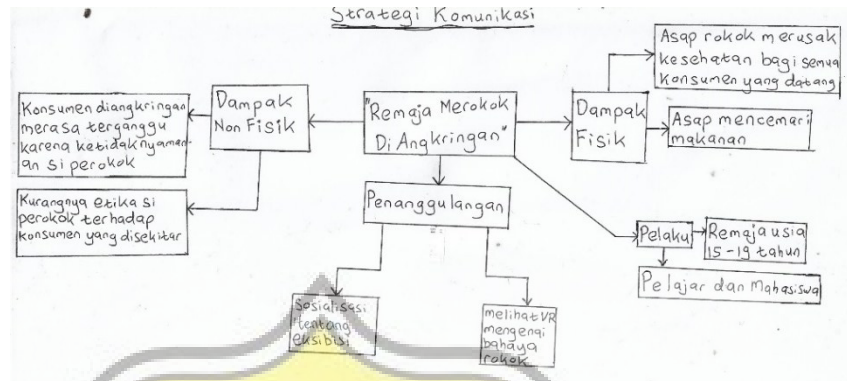 Strategi Komunikasi
Asap rokok merusak
kesehatan bagi semua
konsumen yang datang
Dampak
Non Fisik
"Remaja Merokok
Di Angkringan"
Dampak
Fisik
Konsumen diangkringan
merasa terganggu
karena ketidaknyaman-
an si perokok
Asap mencemari
makanan
Kurangnya etika si
perokok terhadap
konsumen yang disekitar
Penanggulangan
Pelaku
Remaja usia
15-19 tahun
Pelajar dan Mahasiswa
Sosialisasi
tentang
eksibisi
melihat VR
mengenai
bahaya
rokok